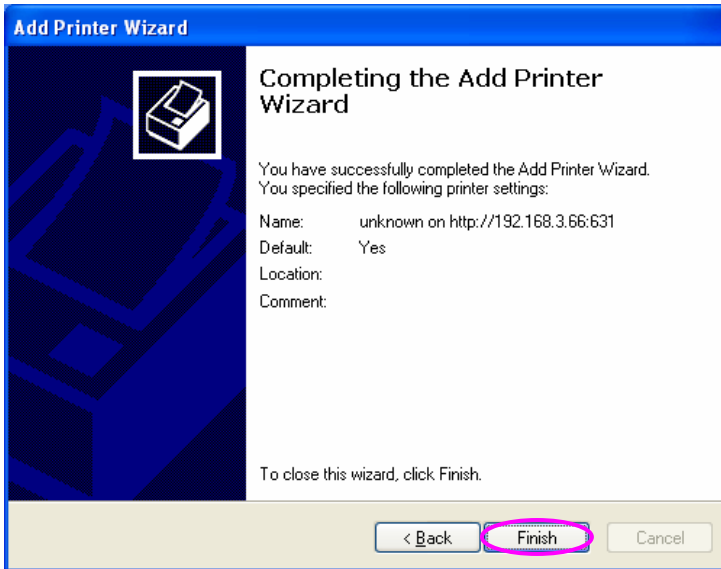 Add Printer Wizard
Completing the Add Printer
Wizard
You have successfully completed the Add Printer Wizard.
You specified the following printer settings:
Name: unknown on http://192.168.3.66:631
Default: Yes
Location:
Comment:
To close this wizard, click Finish.
< Back Finish Cancel